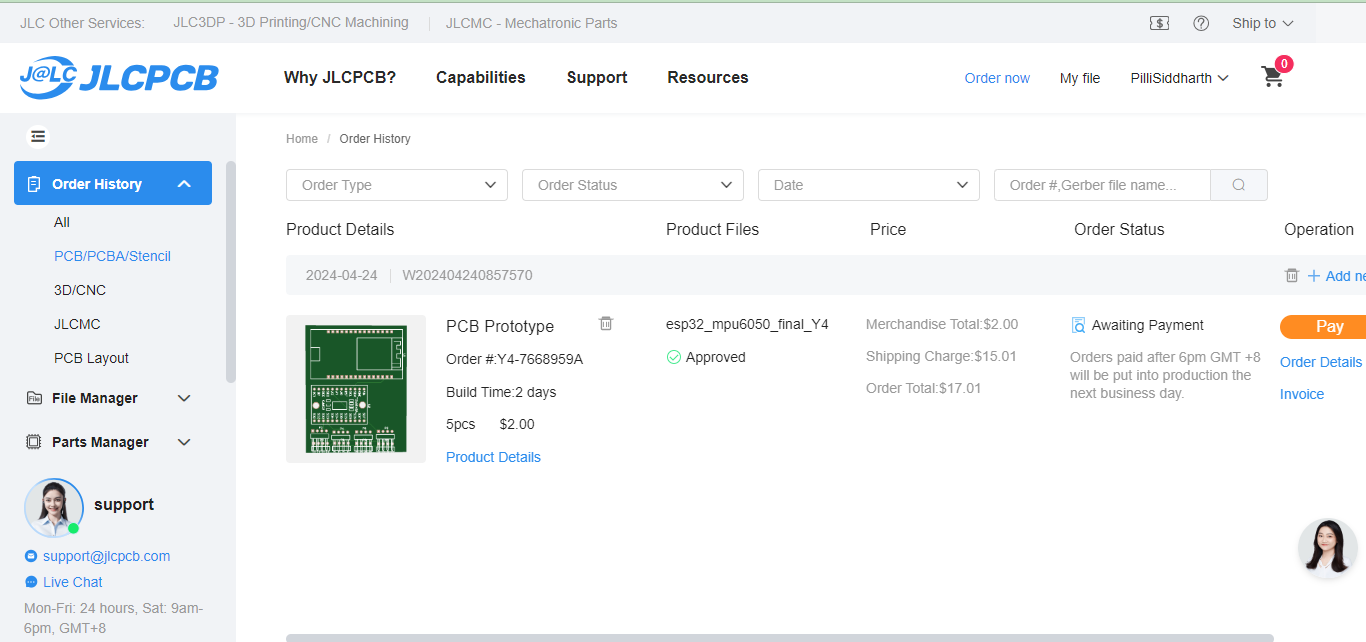 JLC Other Services: JLC3DP - 3D Printing/CNC Machining JLCMC - Mechatronic Parts $ ? Ship to
J@LC JLCPCB Why JLCPCB? Capabilities Support Resources Order now My file PilliSiddharth 0
Home / Order History
Order History
All
PCB/PCBA/Stencil
3D/CNC
JLCMC
PCB Layout
File Manager
Parts Manager
support
support@jlcpcb.com
Live Chat
Mon-Fri: 24 hours, Sat: 9am-
6pm, GMT+8
Order Type Order Status Date Order #,Gerber file name...
Product Details Product Files Price Order Status Operation
2024-04-24 W202404240857570 Add ne
PCB Prototype
Order #:Y4-7668959A
Build Time:2 days
5pcs $2.00
Product Details
esp32_mpu6050_final_Y4
Approved
Merchandise Total:$2.00
Shipping Charge:$15.01
Order Total:$17.01
Awaiting Payment
Orders paid after 6pm GMT +8
will be put into production the
next business day.
Pay
Order Details
Invoice